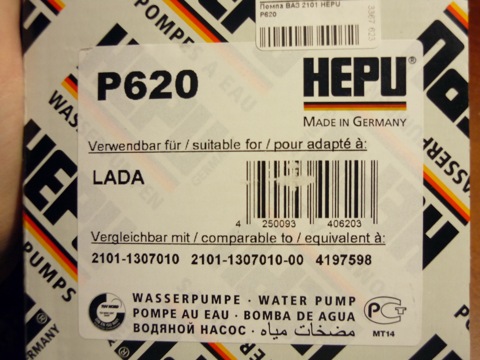 Помпа ВАЗ 2101 HEPU
P620
P620
HEPU®
MADE IN GERMANY
Verwendbar für / suitable for / pour adapté à:
LADA
4 250093 406203
Vergleichbar mit / comparable to / equivalent à:
2101-1307010 2101-1307010-00 4197598
WASSERPUMPE · WATER PUMP
POMPE AU EAU · BOMBA DE AGUA
ВОДЯНОЙ НАСОС · مضخات مياه
MT14
HEPU
PUMPS